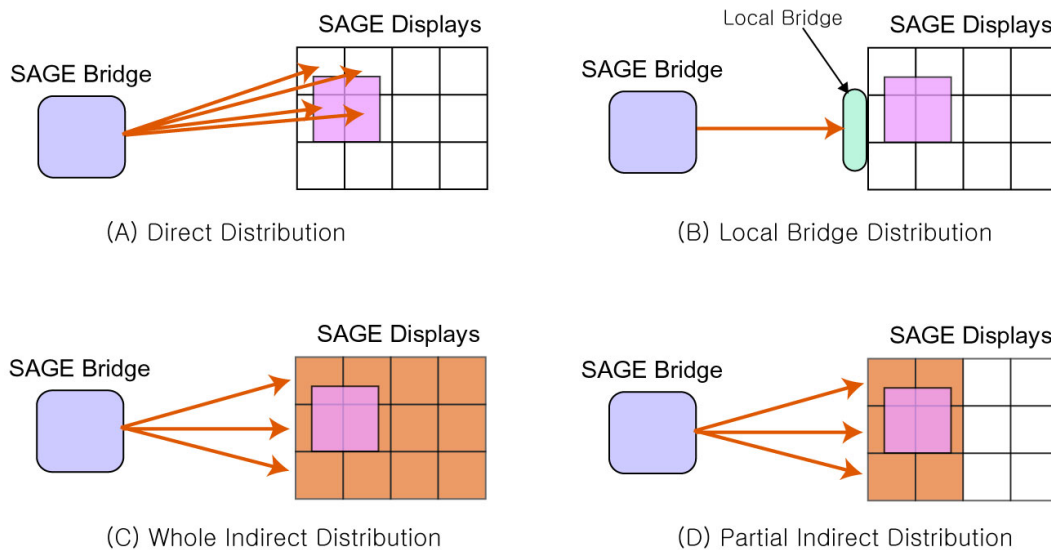 SAGE Displays
SAGE Bridge
(A) Direct Distribution
Local Bridge
SAGE Displays
SAGE Bridge
(B) Local Bridge Distribution
SAGE Displays
SAGE Bridge
(C) Whole Indirect Distribution
SAGE Displays
SAGE Bridge
(D) Partial Indirect Distribution